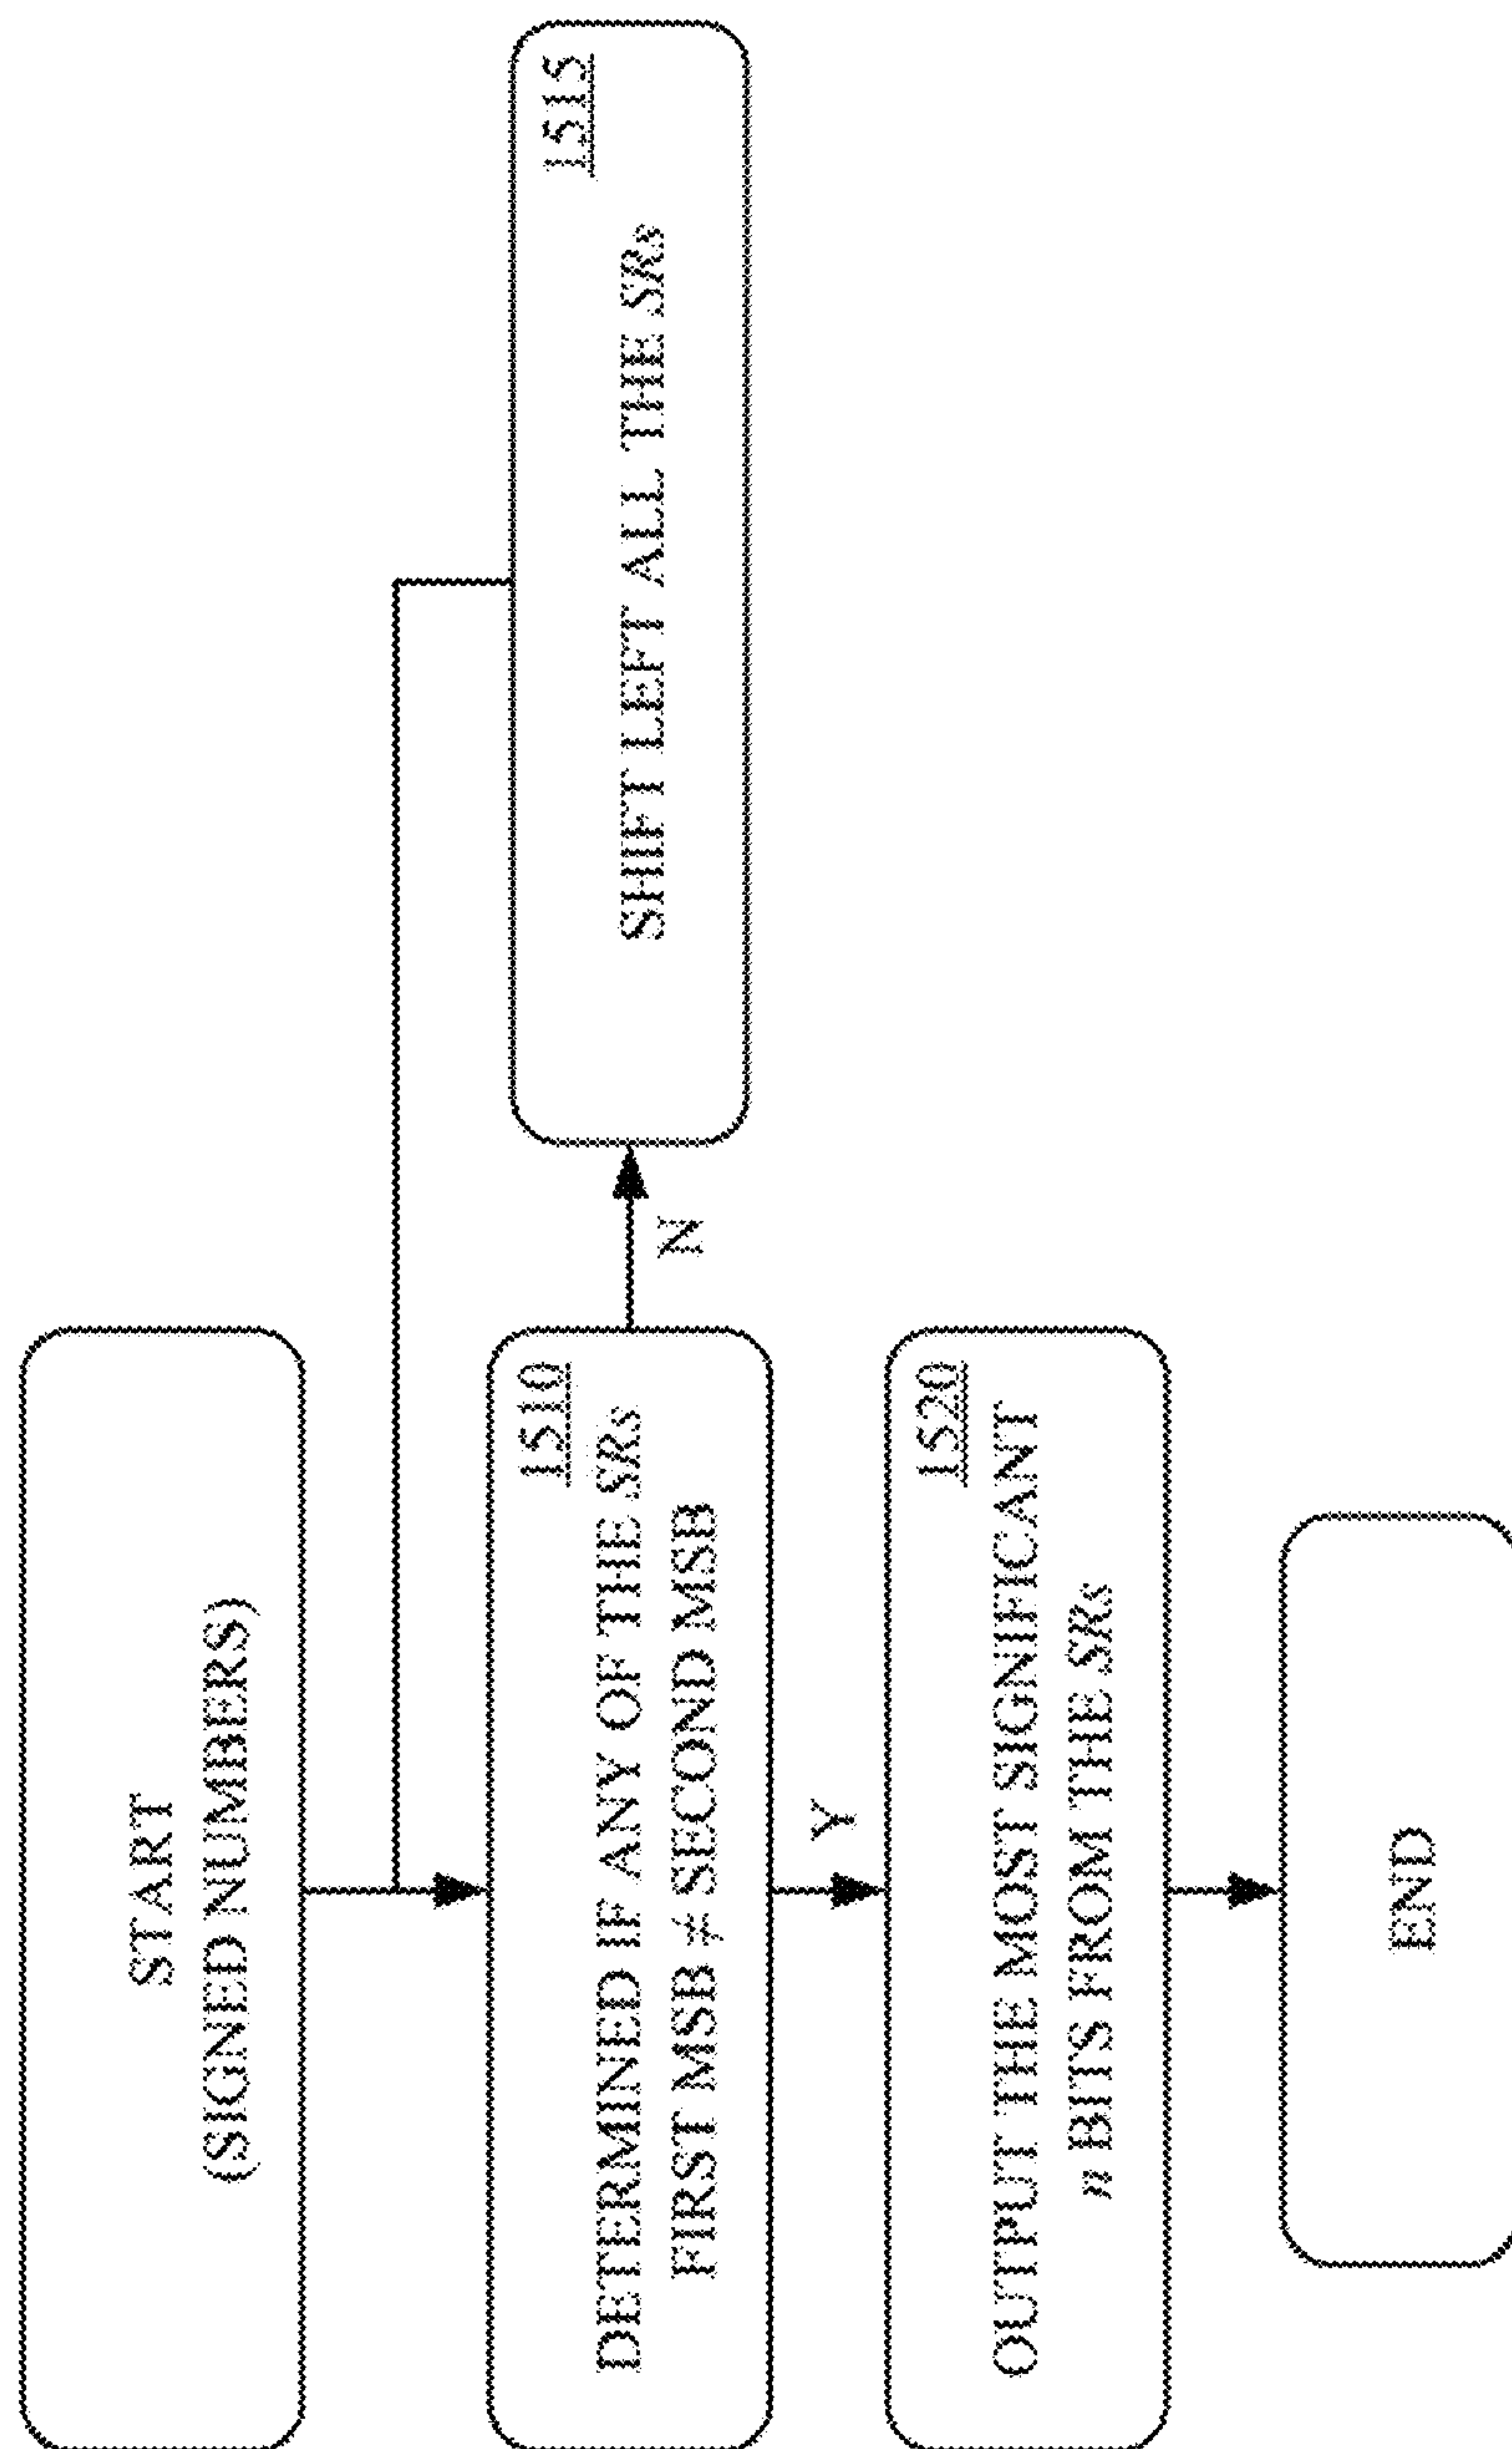 START
(SIGNED NUMBERS)
1510
DETERMINED IF ANY OF THE SRs
FIRST MSB ≠ SECOND MSB
N
1515
SHIFT LEFT ALL THE SRs
Y
1520
OUTPUT THE MOST SIGNIFICANT
n BITS FROM THE SRs
END